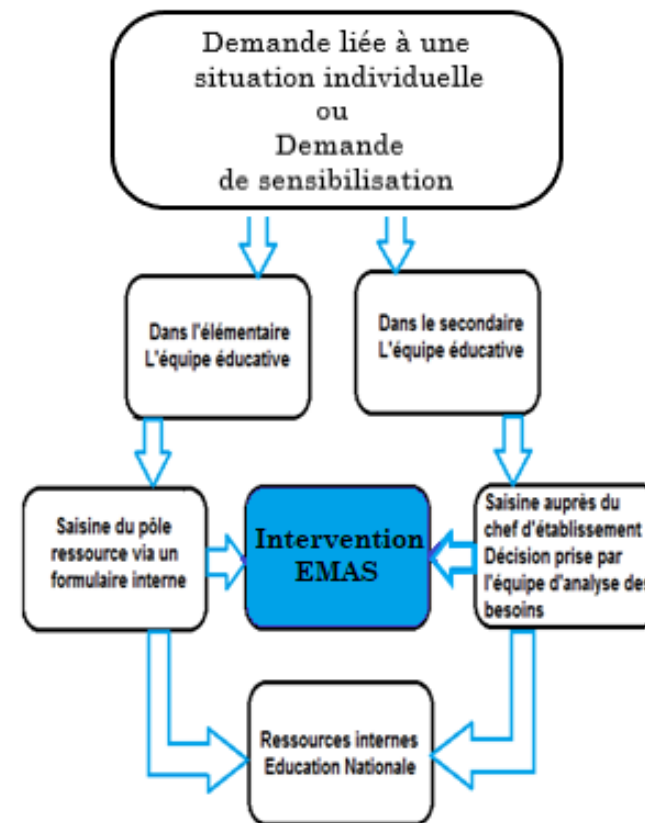 Demande liée à une
situation individuelle
ou
Demande
de sensibilisation
Dans l'élémentaire
L'équipe éducative
Dans le secondaire
L'équipe éducative
Saisine du pôle
ressource via un
formulaire interne
Intervention
EMAS
Saisine auprès du
chef d'établissement
Décision prise par
l'équipe d'analyse des
besoins
Ressources internes
Education Nationale